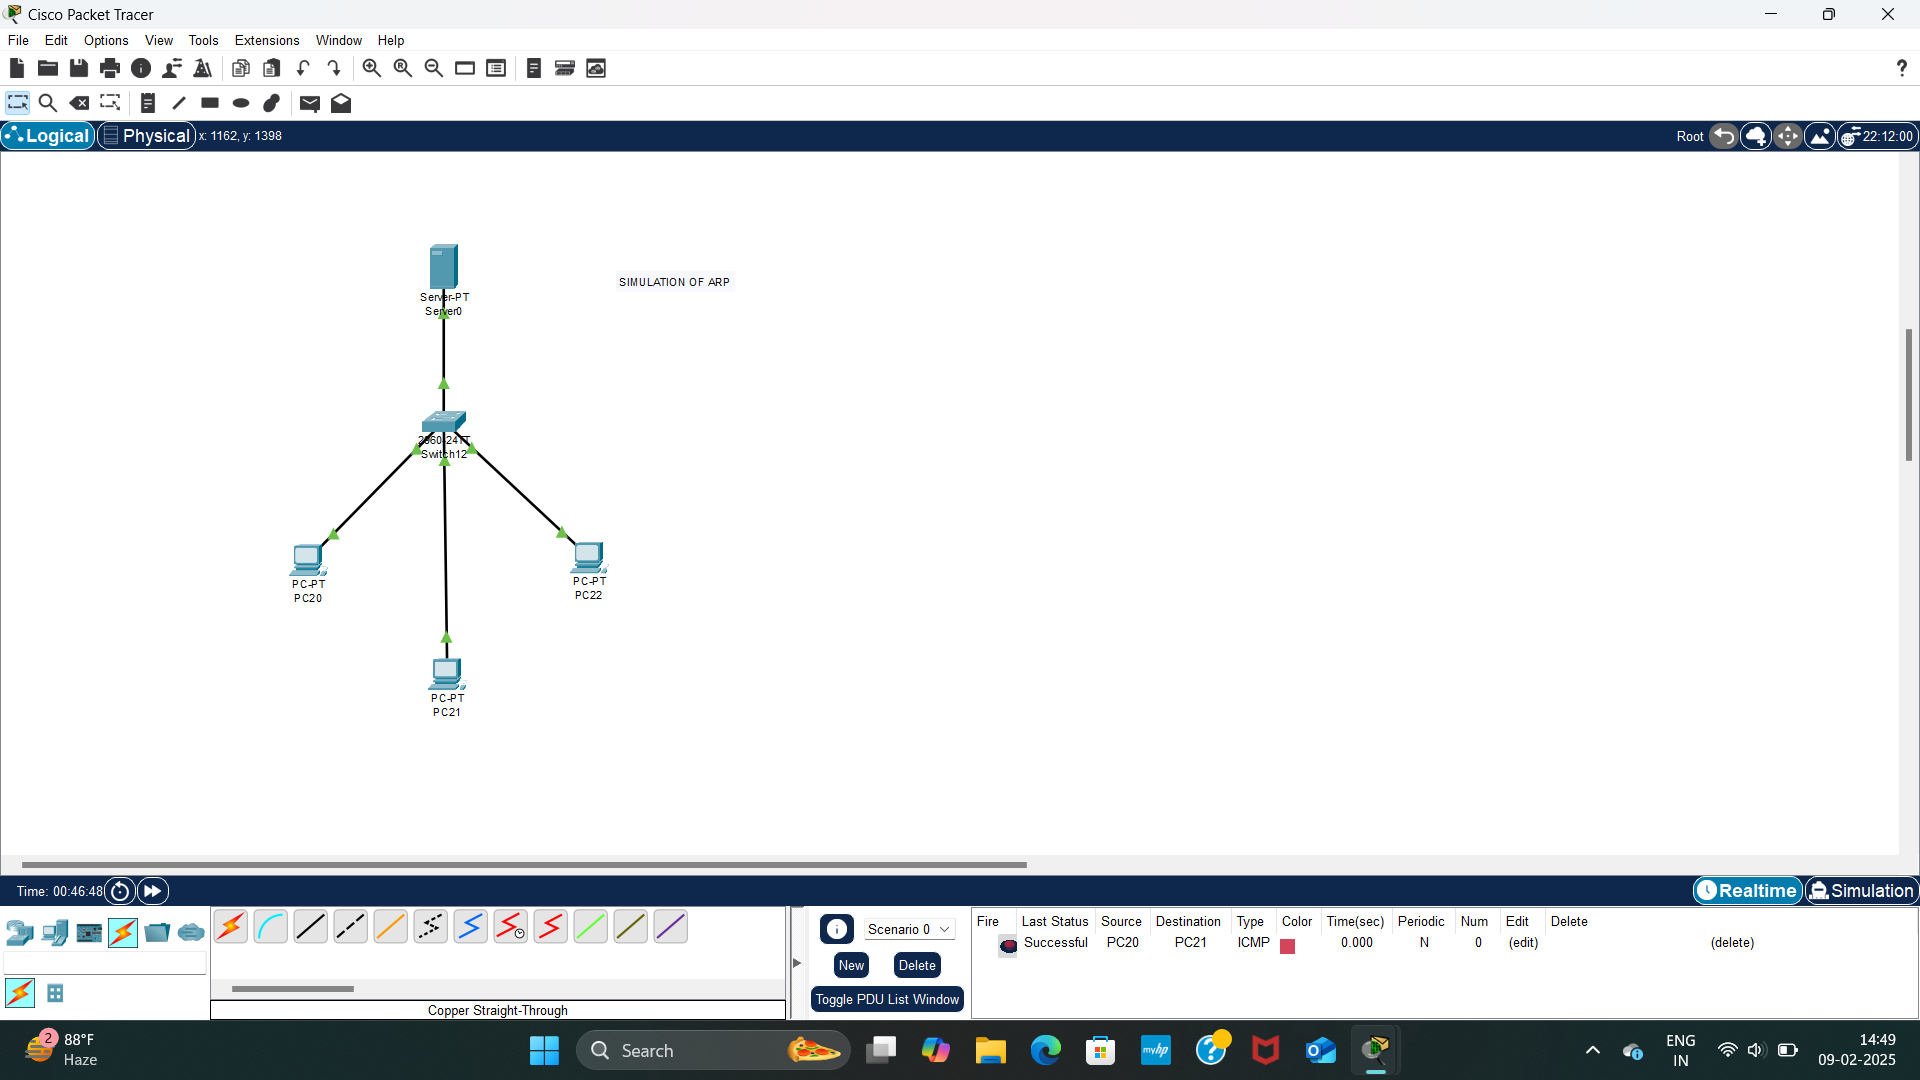 Cisco Packet Tracer
File Edit Options View Tools Extensions Window Help
?
Logical Physical x: 1162, y: 1398 Root 22:12:00
SIMULATION OF ARP
Server-PT
Server0
2960-24TT
Switch12
PC-PT
PC20
PC-PT
PC22
PC-PT
PC21
Time: 00:46:48 Realtime Simulation
Scenario 0
New Delete
Toggle PDU List Window
Fire Last Status Source Destination Type Color Time(sec) Periodic Num Edit Delete
Successful PC20 PC21 ICMP 0.000 N 0 (edit) (delete)
Copper Straight-Through
2 88°F
Haze
Search
myhp
ENG
IN
14:49
09-02-2025